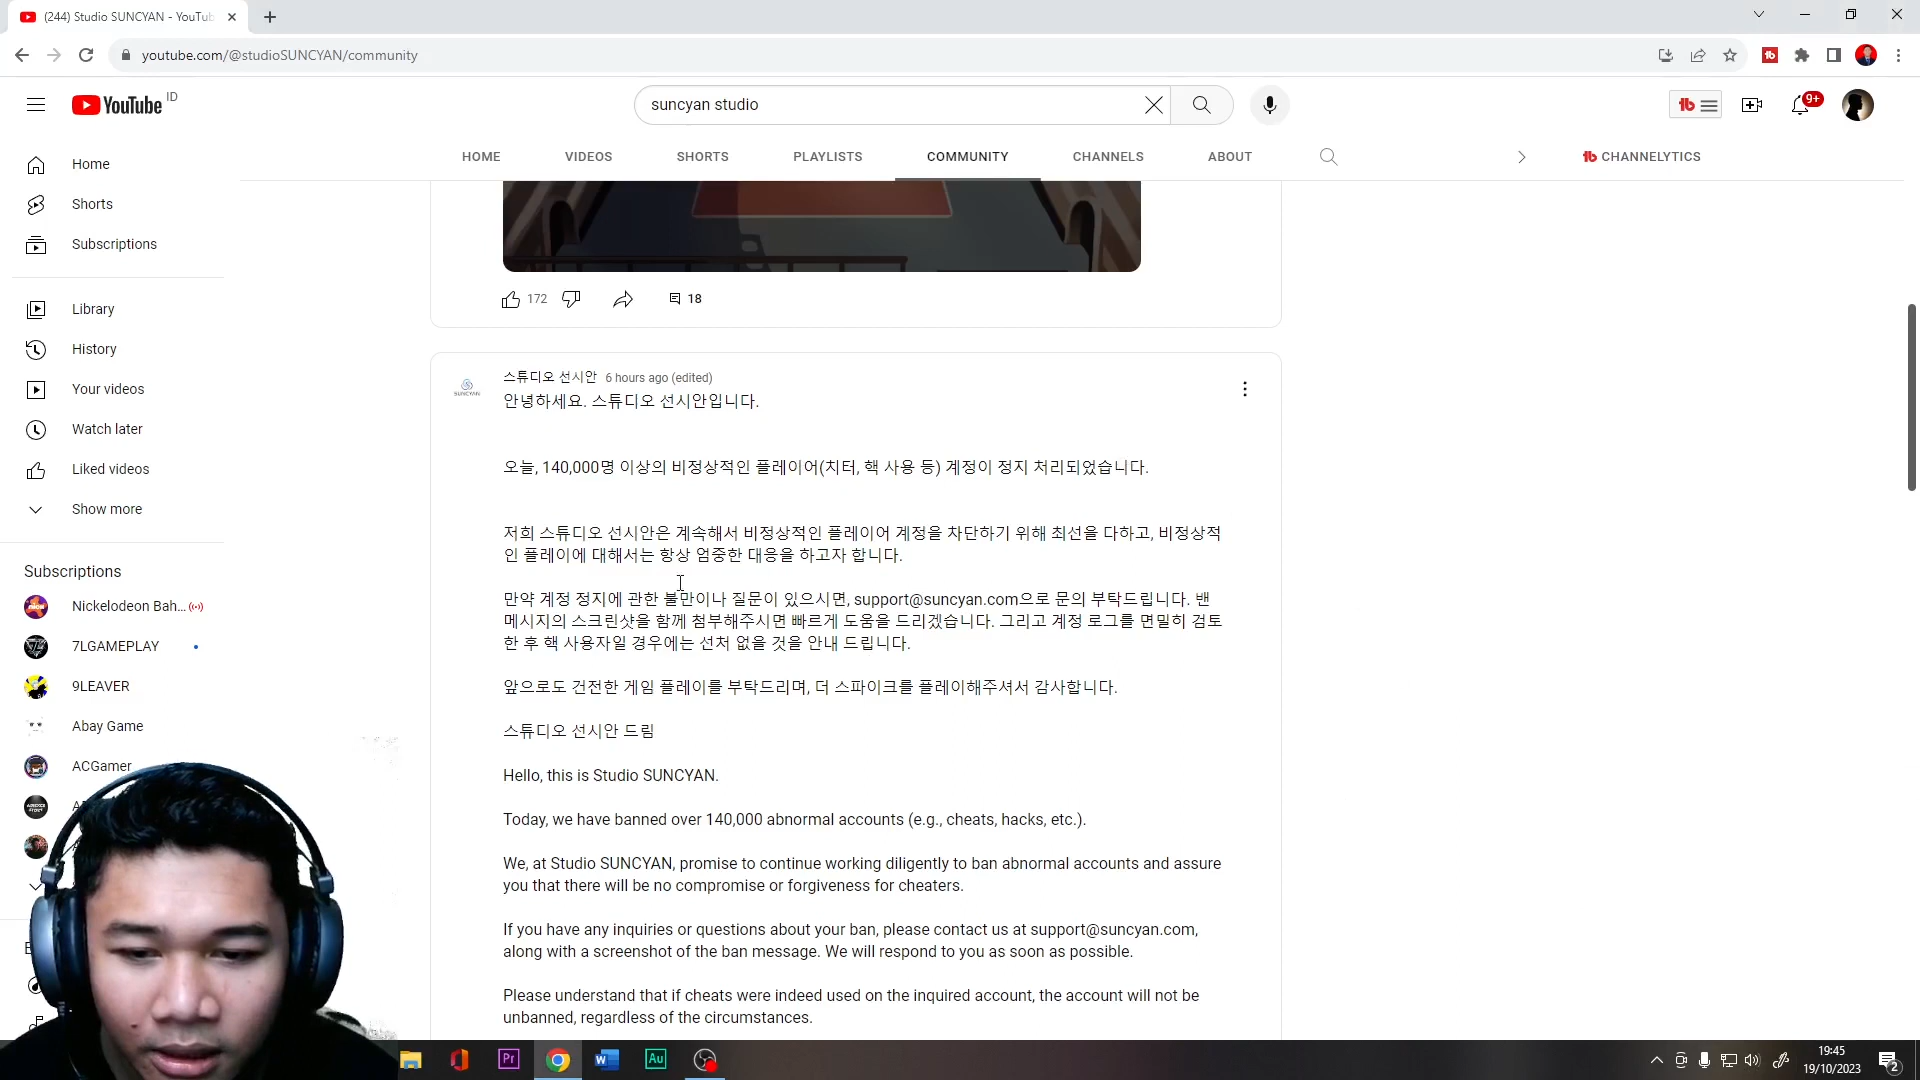 (244) Studio SUNCYAN - YouTub
youtube.com/@studioSUNCYAN/community
YouTube ID
suncyan studio
9+
HOME
VIDEOS
SHORTS
PLAYLISTS
COMMUNITY
CHANNELS
ABOUT
CHANNELYTICS
Home
Shorts
Subscriptions
Library
History
Your videos
Watch later
Liked videos
Show more
Subscriptions
Nickelodeon Bah...
7LGAMEPLAY
9LEAVER
Abay Game
ACGamer
172
18
SUNCYAN
스튜디오 선시안 6 hours ago (edited)
안녕하세요. 스튜디오 선시안입니다.
오늘, 140,000명 이상의 비정상적인 플레이어(치터, 핵 사용 등) 계정이 정지 처리되었습니다.
저희 스튜디오 선시안은 계속해서 비정상적인 플레이어 계정을 차단하기 위해 최선을 다하고, 비정상적
인 플레이에 대해서는 항상 엄중한 대응을 하고자 합니다.
만약 계정 정지에 관한 불만이나 질문이 있으시면, support@suncyan.com으로 문의 부탁드립니다. 밴
메시지의 스크린샷을 함께 첨부해주시면 빠르게 도움을 드리겠습니다. 그리고 계정 로그를 면밀히 검토
한 후 핵 사용자일 경우에는 선처 없을 것을 안내 드립니다.
앞으로도 건전한 게임 플레이를 부탁드리며, 더 스파이크를 플레이해주셔서 감사합니다.
스튜디오 선시안 드림
Hello, this is Studio SUNCYAN.
Today, we have banned over 140,000 abnormal accounts (e.g., cheats, hacks, etc.).
We, at Studio SUNCYAN, promise to continue working diligently to ban abnormal accounts and assure
you that there will be no compromise or forgiveness for cheaters.
If you have any inquiries or questions about your ban, please contact us at support@suncyan.com,
along with a screenshot of the ban message. We will respond to you as soon as possible.
Please understand that if cheats were indeed used on the inquired account, the account will not be
unbanned, regardless of the circumstances.
Pr
Au
19:45
19/10/2023
2